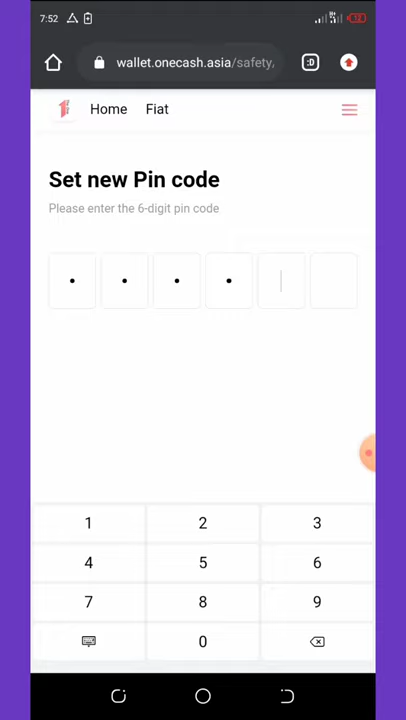 7:52
wallet.onecash.asia/safety,
:D
Home Fiat
Set new Pin code
Please enter the 6-digit pin code
1 2 3
4 5 6
7 8 9
0